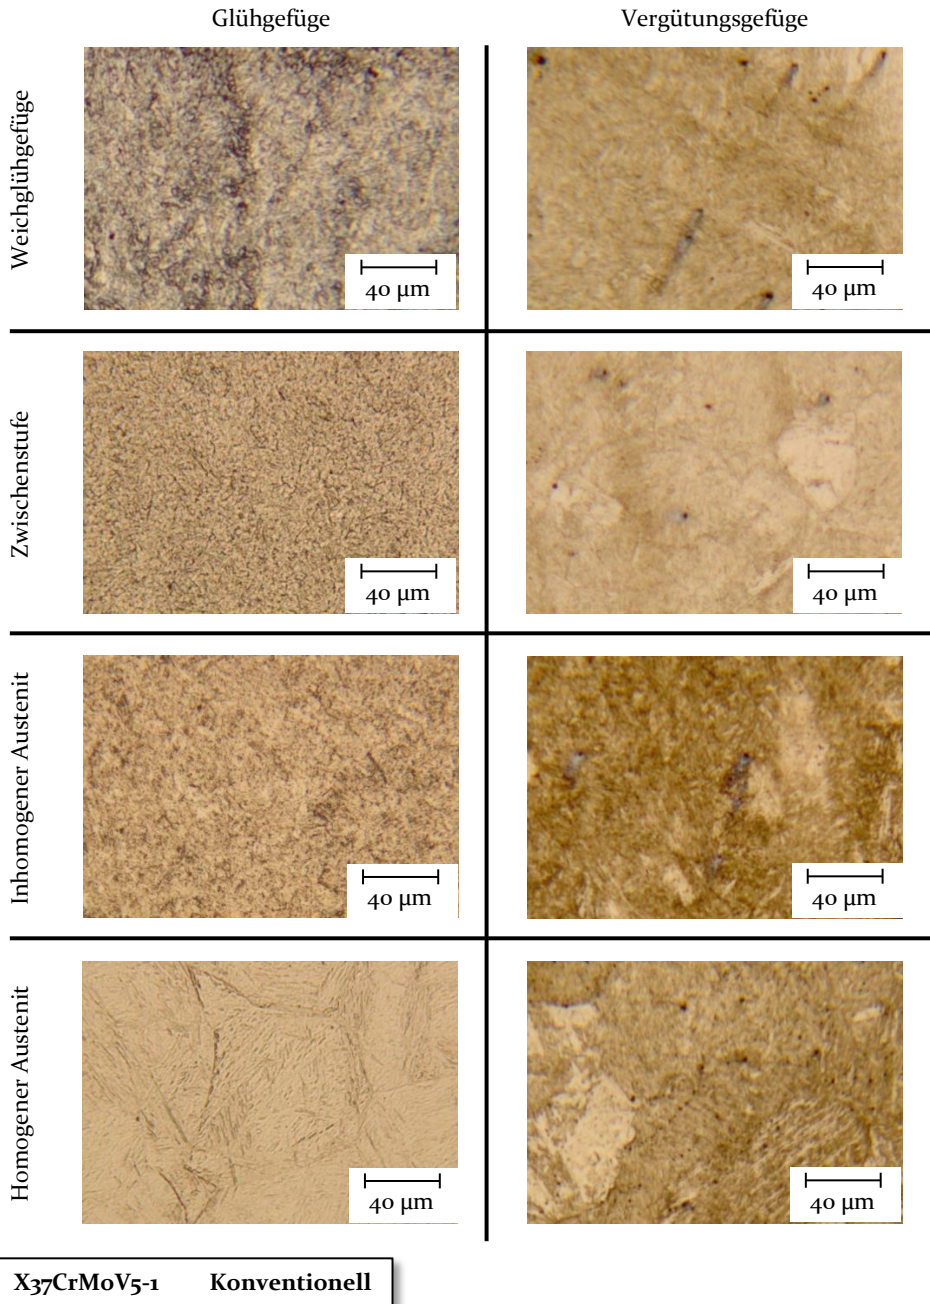 Glühgefüge
Vergütungsgefüge
Weichglühgefüge
40 µm
40 µm
Zwischenstufe
40 µm
40 µm
Inhomogener Austenit
40 µm
40 µm
Homogener Austenit
40 µm
40 µm
X37CrMoV5-1 Konventionell